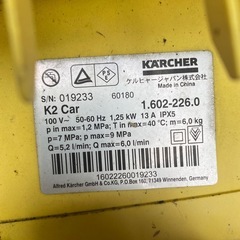 KÄRCHER
ケルヒャージャパン株式会社
S/N: 019233 60180
K2 Car 1.602-226.0
100 V~ 50-60 Hz 1,25 kW 13 A IPX5
p in max=1,2 MPa; T in max=40 °C; m=6,0 kg
p=7 MPa; p max=9 MPa
Q=5,2 l/min; Q max=6,0 l/min
16022260019233
Alfred Kärcher GmbH & Co. KG, P.O.Box 160, 71349 Winnenden, Germany